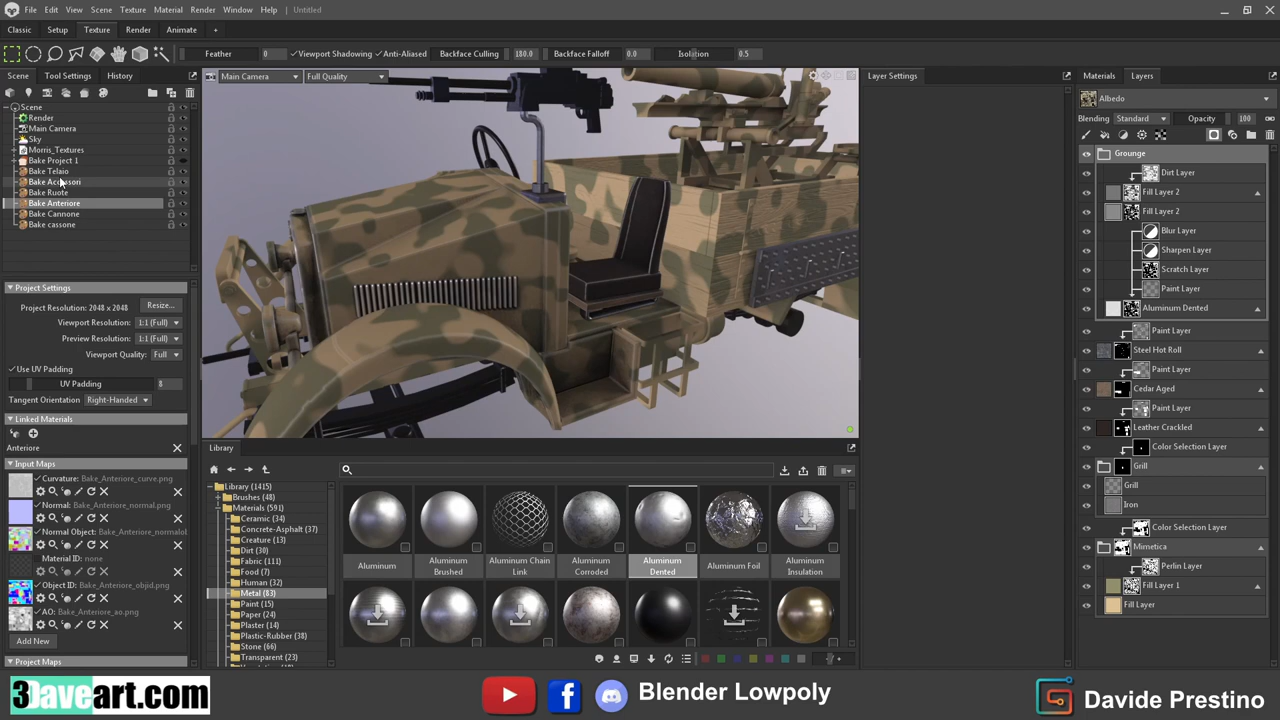 File Edit View Scene Texture Material Render Window Help Untitled
Classic Setup Texture Render Animate +
Feather 0 Viewport Shadowing Anti-Aliased Backface Culling 180.0 Backface Falloff 0.0 Isolation 0.5
Scene Tool Settings History
Main Camera Full Quality
Layer Settings
Materials Layers
Scene
Render
Main Camera
Sky
Morris_Textures
Bake Project 1
Bake Telaio
Bake Accessori
Bake Ruote
Bake Anteriore
Bake Cannone
Bake cassone
Project Settings
Project Resolution: 2048 x 2048 Resize...
Viewport Resolution: 1:1 (Full)
Preview Resolution: 1:1 (Full)
Viewport Quality: Full
Use UV Padding
UV Padding 8
Tangent Orientation Right-Handed
Linked Materials
Anteriore
Input Maps
Curvature: Bake_Anteriore_curve.png
Normal: Bake_Anteriore_normal.png
Normal Object: Bake_Anteriore_normalob
Material ID: none
Object ID: Bake_Anteriore_objid.png
AO: Bake_Anteriore_ao.png
Add New
Project Maps
Library
Library (1415)
Brushes (48)
Materials (591)
Ceramic (34)
Concrete-Asphalt (37)
Creature (13)
Dirt (30)
Fabric (111)
Food (7)
Human (32)
Metal (83)
Paint (15)
Paper (24)
Plaster (14)
Plastic-Rubber (38)
Stone (66)
Transparent (23)
Aluminum
Aluminum Brushed
Aluminum Chain Link
Aluminum Corroded
Aluminum Dented
Aluminum Foil
Aluminum Insulation
Albedo
Blending Standard Opacity 100
Grounge
Dirt Layer
Fill Layer 2
Fill Layer 2
Blur Layer
Sharpen Layer
Scratch Layer
Paint Layer
Aluminum Dented
Paint Layer
Steel Hot Roll
Paint Layer
Cedar Aged
Paint Layer
Leather Crackled
Color Selection Layer
Grill
Grill
Iron
Color Selection Layer
Mimetica
Perlin Layer
Fill Layer 1
Fill Layer
3Daveart.com
Blender Lowpoly
Davide Prestino